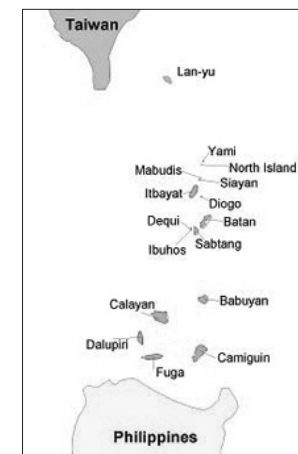 Taiwan
Lan-yu
Yami
North Island
Mabudis
Siayan
Itbayat
Diogo
Dequi
Batan
Sabtang
Ibuhos
Babuyan
Calayan
Dalupiri
Camiguin
Fuga
Philippines